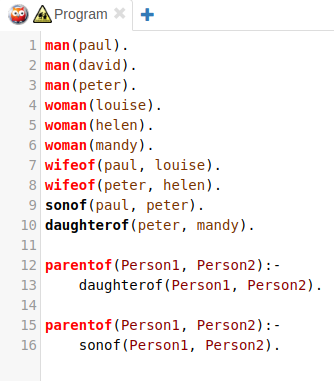 Program
1 man(paul).
2 man(david).
3 man(peter).
4 woman(louise).
5 woman(helen).
6 woman(mandy).
7 wifeof(paul, louise).
8 wifeof(peter, helen).
9 sonof(paul, peter).
10 daughterof(peter, mandy).
11
12 parentof(Person1, Person2):-
13     daughterof(Person1, Person2).
14
15 parentof(Person1, Person2):-
16     sonof(Person1, Person2).